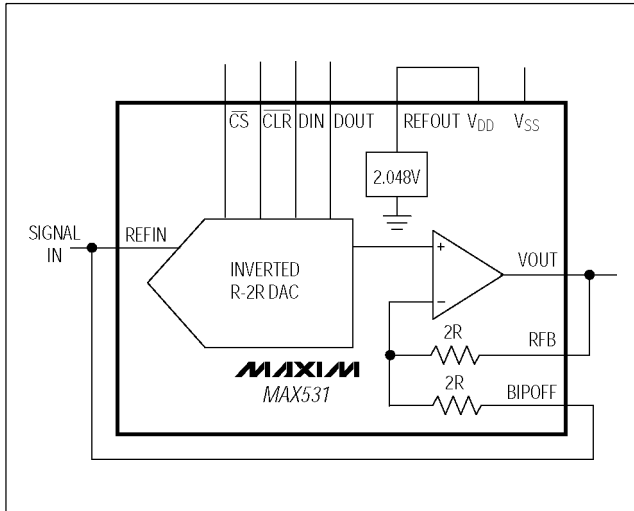 CS CLR DIN DOUT REFOUT VDD VSS
2.048V
SIGNAL
IN
REFIN
INVERTED
R-2R DAC
+
−
VOUT
2R
RFB
2R
BIPOFF
MAXIM
MAX531